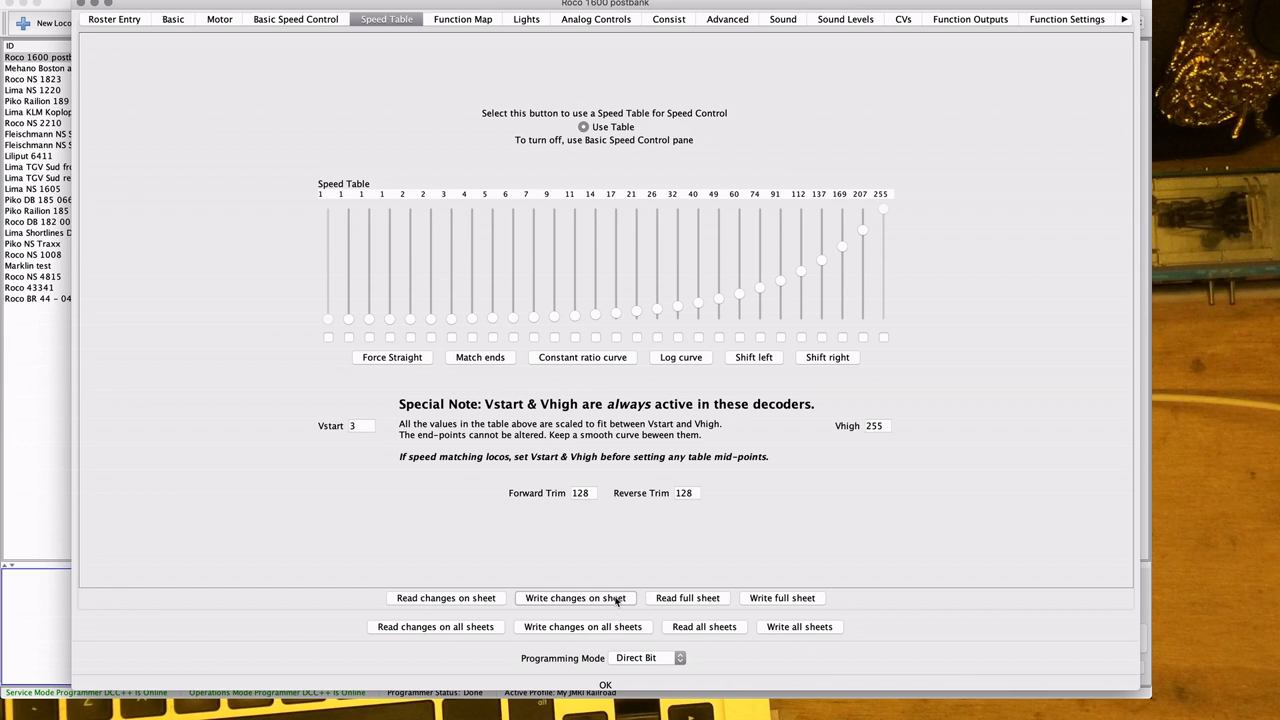 Roco 1600 postbank
New Loco
Roster Entry Basic Motor Basic Speed Control Speed Table Function Map Lights Analog Controls Consist Advanced Sound Sound Levels CVs Function Outputs Function Settings
ID
Roco 1600 postb
Mehano Boston a
Roco NS 1823
Lima NS 1220
Piko Railion 189
Lima KLM Koplop
Roco NS 2210
Fleischmann NS S
Fleischmann NS S
Liliput 6411
Lima TGV Sud fro
Lima TGV Sud re
Lima NS 1605
Piko DB 185 066
Piko Railion 185
Roco DB 182 00
Lima Shortlines D
Piko NS Traxx
Roco NS 1008
Marklin test
Roco NS 4815
Roco 43341
Roco BR 44 - 04
Select this button to use a Speed Table for Speed Control
Use Table
To turn off, use Basic Speed Control pane
Speed Table
1 1 1 1 2 2 3 4 5 6 7 9 11 14 17 21 26 32 40 49 60 74 91 112 137 169 207 255
Force Straight Match ends Constant ratio curve Log curve Shift left Shift right
Special Note: Vstart & Vhigh are always active in these decoders.
Vstart 3 All the values in the table above are scaled to fit between Vstart and Vhigh. Vhigh 255
The end-points cannot be altered. Keep a smooth curve beween them.
If speed matching locos, set Vstart & Vhigh before setting any table mid-points.
Forward Trim 128 Reverse Trim 128
Read changes on sheet Write changes on sheet Read full sheet Write full sheet
Read changes on all sheets Write changes on all sheets Read all sheets Write all sheets
Programming Mode Direct Bit
OK
Service Mode Programmer DCC++ Is Online Operations Mode Programmer DCC++ Is Online Programmer Status: Done Active Profile: My JMRI Railroad